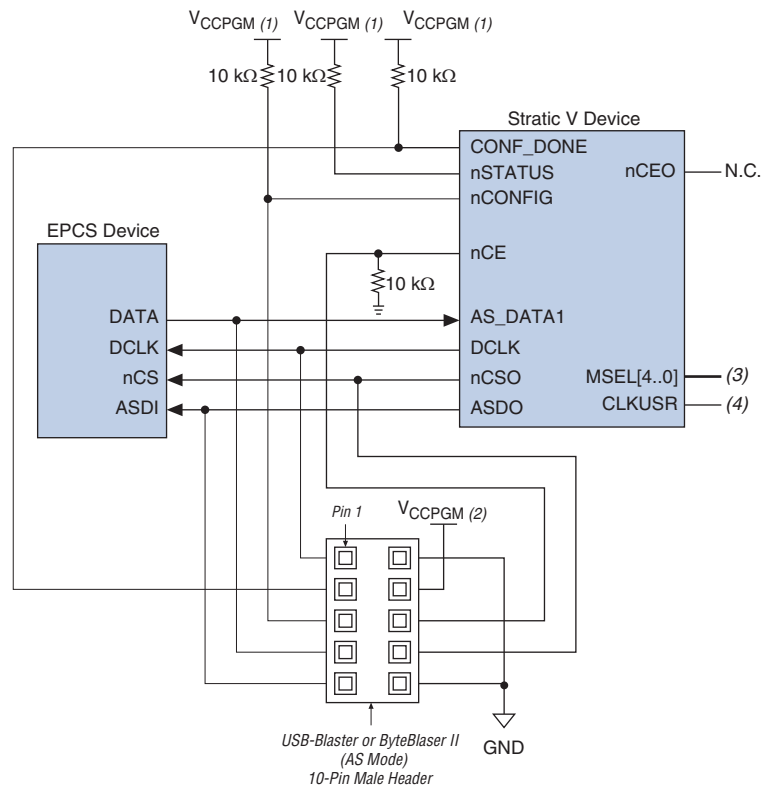 VCCPGM (1) VCCPGM (1) VCCPGM (1)
10 kΩ 10 kΩ 10 kΩ
Stratic V Device
CONF_DONE
nSTATUS
nCEO
N.C.
nCONFIG
EPCS Device
nCE
10 kΩ
DATA
AS_DATA1
DCLK
DCLK
nCS
nCSO
MSEL[4..0]
(3)
ASDI
ASDO
CLKUSR
(4)
Pin 1
VCCPGM (2)
USB-Blaster or ByteBlaser II
(AS Mode)
10-Pin Male Header
GND